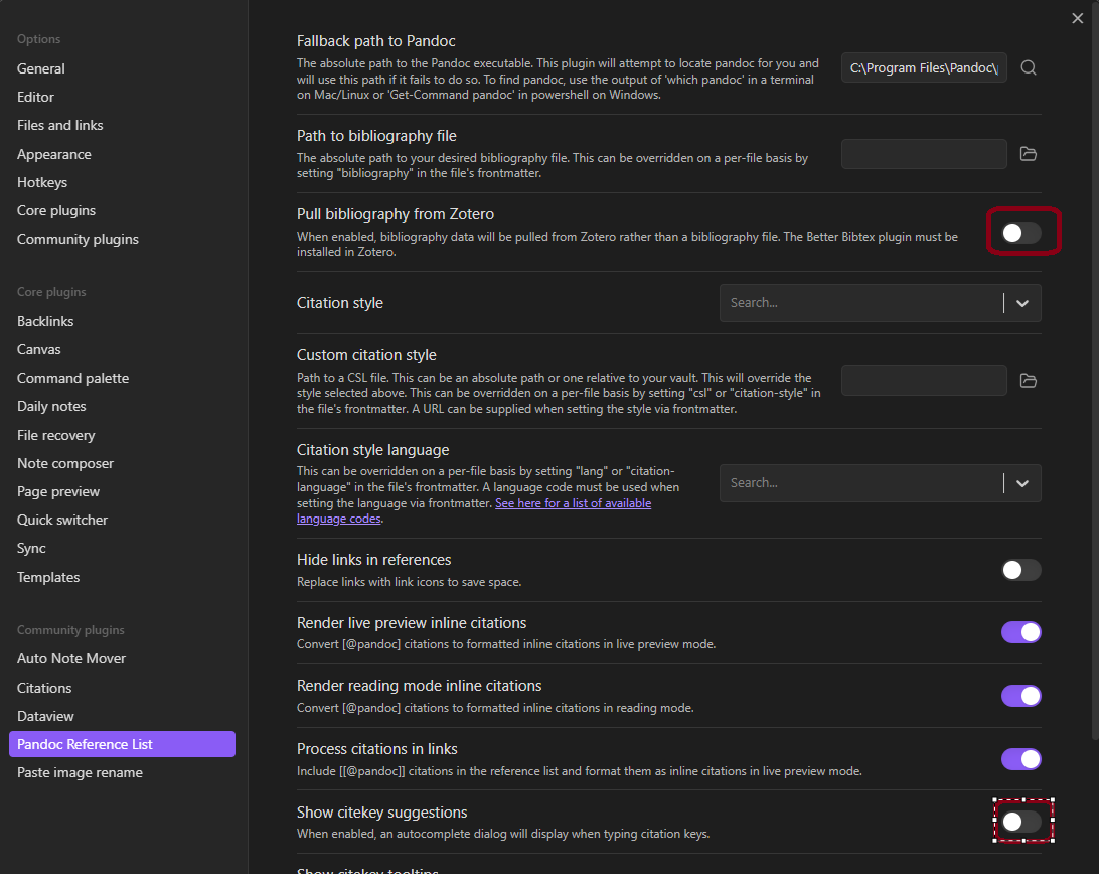 Options
General
Editor
Files and links
Appearance
Hotkeys
Core plugins
Community plugins
Core plugins
Backlinks
Canvas
Command palette
Daily notes
File recovery
Note composer
Page preview
Quick switcher
Sync
Templates
Community plugins
Auto Note Mover
Citations
Dataview
Pandoc Reference List
Paste image rename
Fallback path to Pandoc
The absolute path to the Pandoc executable. This plugin will attempt to locate pandoc for you and
will use this path if it fails to do so. To find pandoc, use the output of 'which pandoc' in a terminal
on Mac/Linux or 'Get-Command pandoc' in powershell on Windows.
C:\Program Files\Pandoc\
Path to bibliography file
The absolute path to your desired bibliography file. This can be overridden on a per-file basis by
setting "bibliography" in the file's frontmatter.
Pull bibliography from Zotero
When enabled, bibliography data will be pulled from Zotero rather than a bibliography file. The Better Bibtex plugin must be
installed in Zotero.
Citation style
Search...
Custom citation style
Path to a CSL file. This can be an absolute path or one relative to your vault. This will override the
style selected above. This can be overridden on a per-file basis by setting "csl" or "citation-style" in
the file's frontmatter. A URL can be supplied when setting the style via frontmatter.
Citation style language
This can be overridden on a per-file basis by setting "lang" or "citation-
language" in the file's frontmatter. A language code must be used when
setting the language via frontmatter. See here for a list of available
language codes.
Search...
Hide links in references
Replace links with link icons to save space.
Render live preview inline citations
Convert [@pandoc] citations to formatted inline citations in live preview mode.
Render reading mode inline citations
Convert [@pandoc] citations to formatted inline citations in reading mode.
Process citations in links
Include [[@pandoc]] citations in the reference list and format them as inline citations in live preview mode.
Show citekey suggestions
When enabled, an autocomplete dialog will display when typing citation keys.
Show citekey tooltips